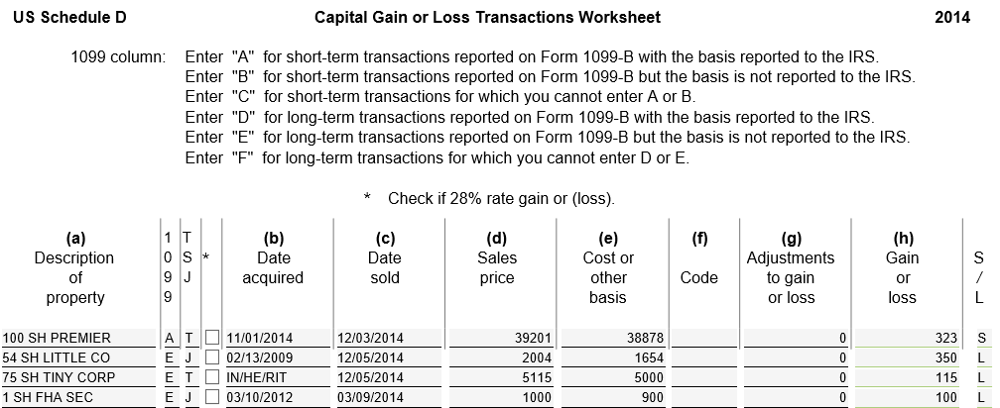 US Schedule D Capital Gain or Loss Transactions Worksheet 2014
1099 column: Enter "A" for short-term transactions reported on Form 1099-B with the basis reported to the IRS.
Enter "B" for short-term transactions reported on Form 1099-B but the basis is not reported to the IRS.
Enter "C" for short-term transactions for which you cannot enter A or B.
Enter "D" for long-term transactions reported on Form 1099-B with the basis reported to the IRS.
Enter "E" for long-term transactions reported on Form 1099-B but the basis is not reported to the IRS.
Enter "F" for long-term transactions for which you cannot enter D or E.
* Check if 28% rate gain or (loss).
(a) 1 T (b) (c) (d) (e) (f) (g) (h)
Description 0 S * Date Date Sales Cost or Adjustments Gain S
of 9 J acquired sold price other Code to gain or /
property 9 basis or loss loss L
100 SH PREMIER A T 11/01/2014 12/03/2014 39201 38878 0 323 S
54 SH LITTLE CO E J 02/13/2009 12/05/2014 2004 1654 0 350 L
75 SH TINY CORP E T IN/HE/RIT 12/05/2014 5115 5000 0 115 L
1 SH FHA SEC E J 03/10/2012 03/09/2014 1000 900 0 100 L